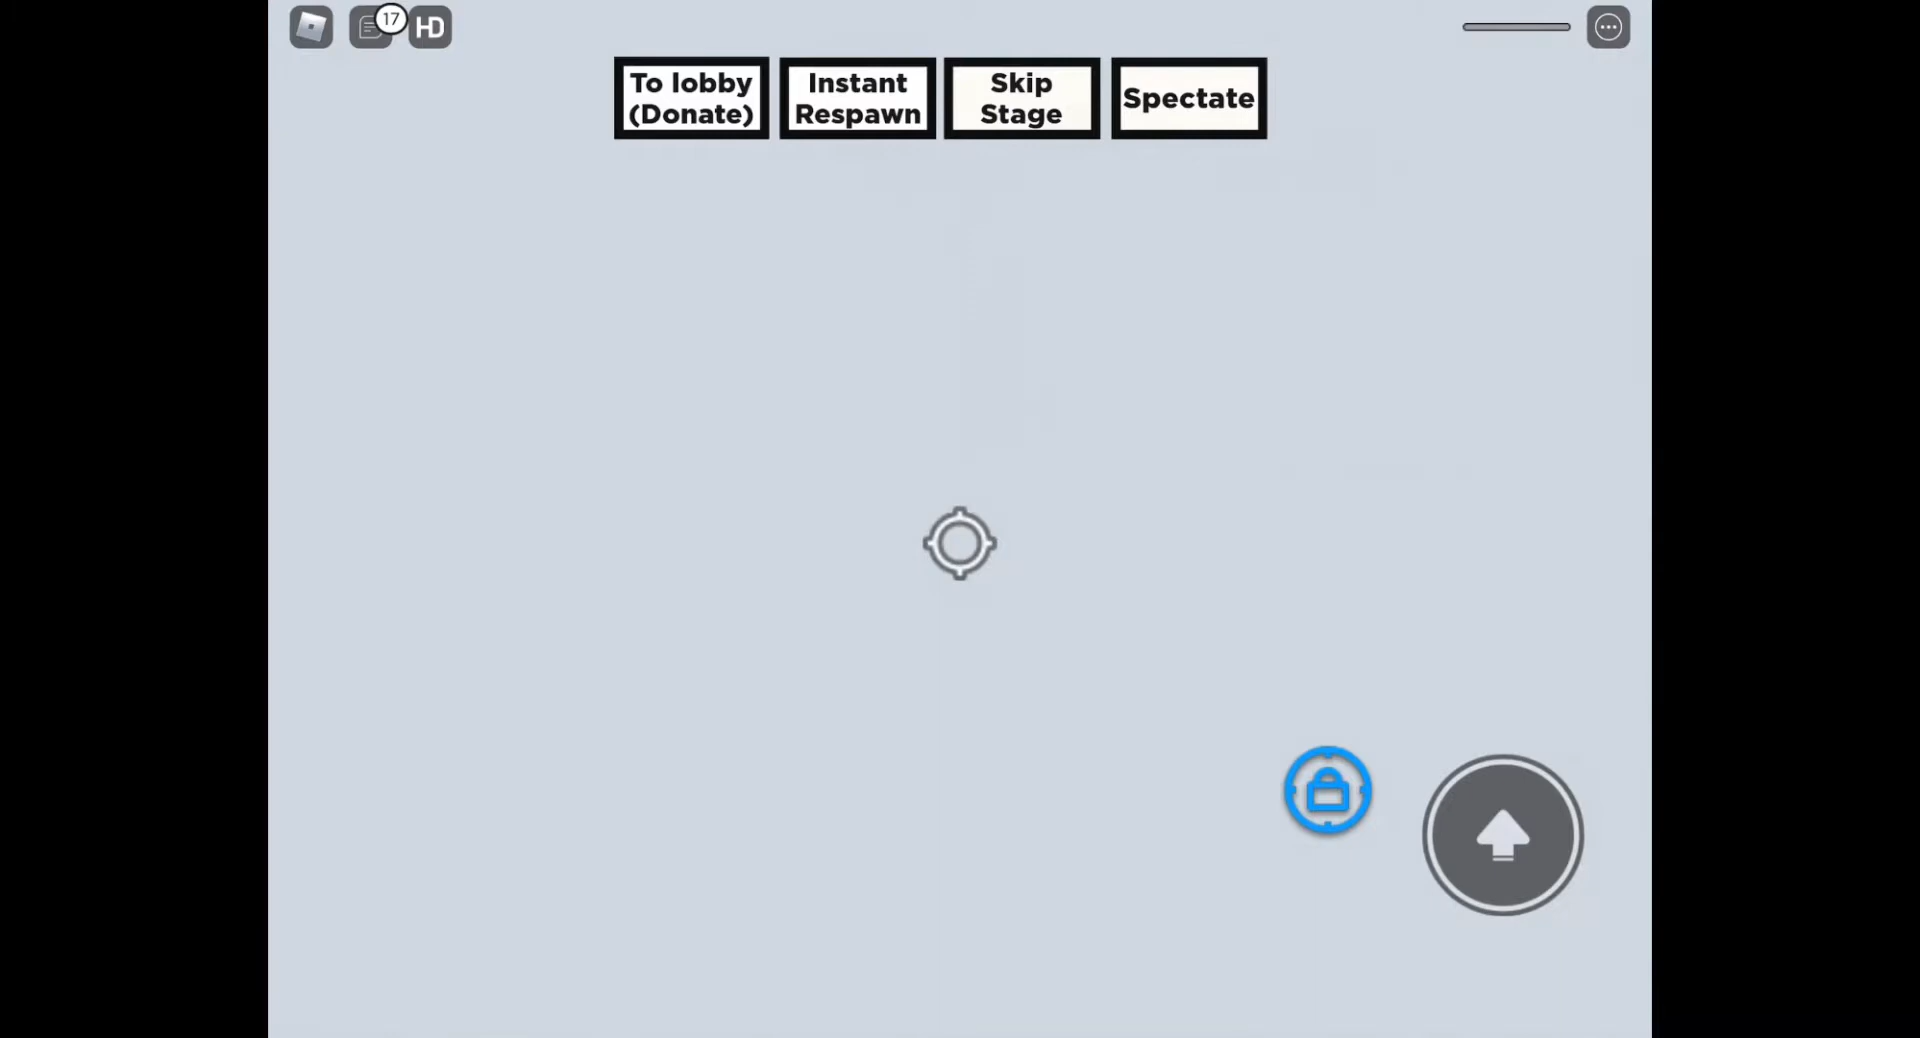 17
HD
To lobby
(Donate)
Instant
Respawn
Skip
Stage
Spectate